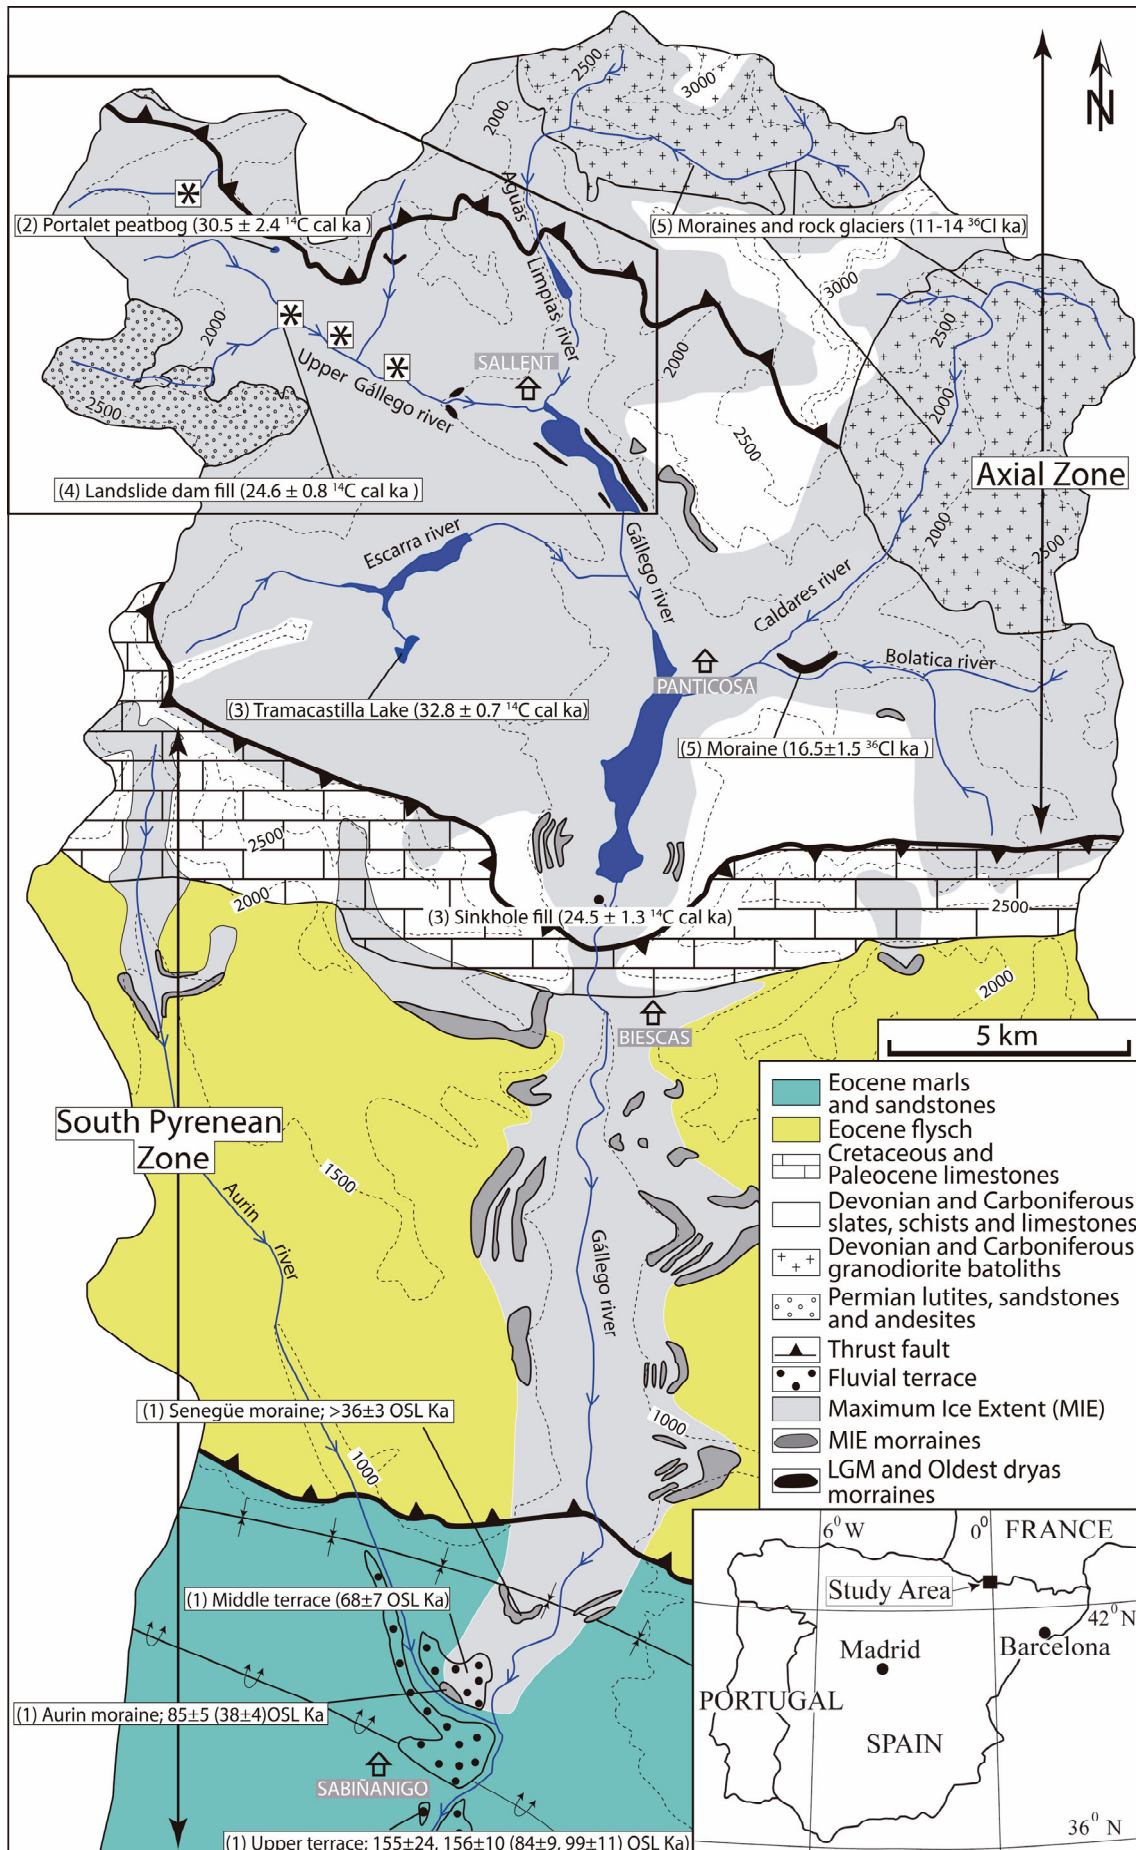 2500
3000
2000
N
Aguas
Limpias river
(2) Portalet peatbog (30.5 ± 2.4 ¹⁴C cal ka )
(5) Moraines and rock glaciers (11-14 ³⁶Cl ka)
3000
2500
2000
2000
SALLENT
Upper Gállego river
2000
2500
2500
Axial Zone
(4) Landslide dam fill (24.6 ± 0.8 ¹⁴C cal ka )
2000
2500
Escarra river
Gállego river
Caldares river
Bolatica river
PANTICOSA
(3) Tramacastilla Lake (32.8 ± 0.7 ¹⁴C cal ka)
(5) Moraine (16.5±1.5 ³⁶Cl ka )
2500
2000
(3) Sinkhole fill (24.5 ± 1.3 ¹⁴C cal ka)
2500
2000
BIESCAS
5 km
South Pyrenean
Zone
1500
Aurin
river
Gállego river
Eocene marls
and sandstones
Eocene flysch
Cretaceous and
Paleocene limestones
Devonian and Carboniferous
slates, schists and limestones
Devonian and Carboniferous
granodiorite batoliths
Permian lutites, sandstones
and andesites
Thrust fault
Fluvial terrace
Maximum Ice Extent (MIE)
MIE morraines
LGM and Oldest dryas
morraines
(1) Senegüe moraine; >36±3 OSL Ka
1000
1000
(1) Middle terrace (68±7 OSL Ka)
(1) Aurin moraine; 85±5 (38±4)OSL Ka
SABIÑANIGO
(1) Upper terrace; 155±24, 156±10 (84±9, 99±11) OSL Ka)
6⁰ W
0⁰
FRANCE
Study Area
42⁰ N
Madrid
Barcelona
PORTUGAL
SPAIN
36⁰ N